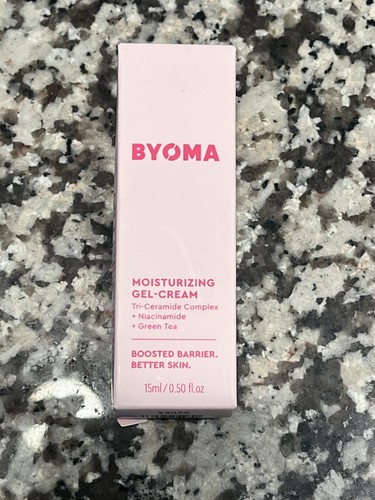 BYOMA
MOISTURIZING
GEL-CREAM
Tri-Ceramide Complex
+ Niacinamide
+ Green Tea
BOOSTED BARRIER.
BETTER SKIN.
15ml / 0.50 fl.oz